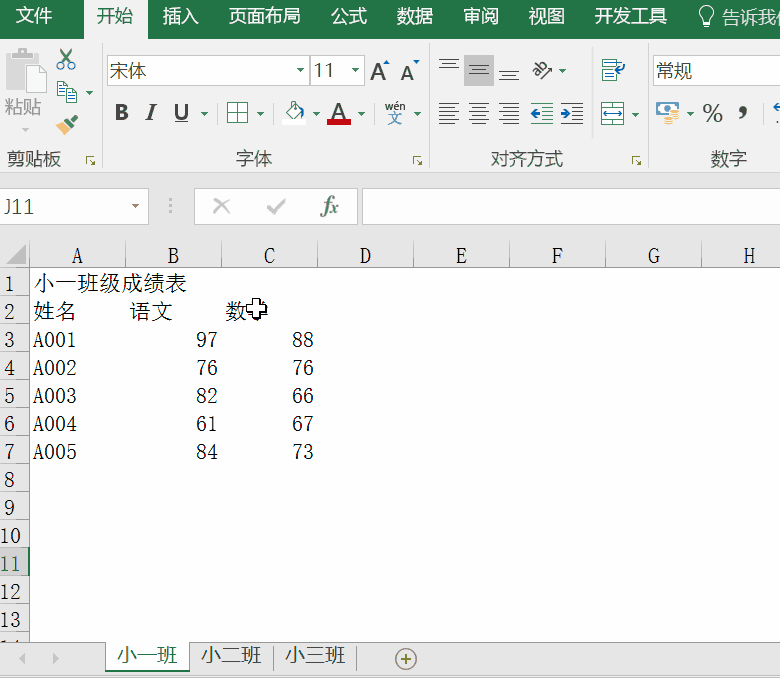 文件 开始 插入 页面布局 公式 数据 审阅 视图 开发工具 告诉我
宋体 11 A A 常规
粘贴 B I U A wén 文 %
剪贴板 字体 对齐方式 数字
J11 fx
A B C D E F G H
1 小一班级成绩表
2 姓名 语文 数
3 A001 97 88
4 A002 76 76
5 A003 82 66
6 A004 61 67
7 A005 84 73
8
9
10
11
12
13
小一班 小二班 小三班